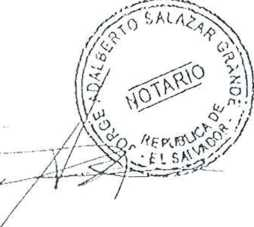 JORGE ADALBERTO SALAZAR GRANDE
NOTARIO
REPUBLICA DE
EL SALVADOR